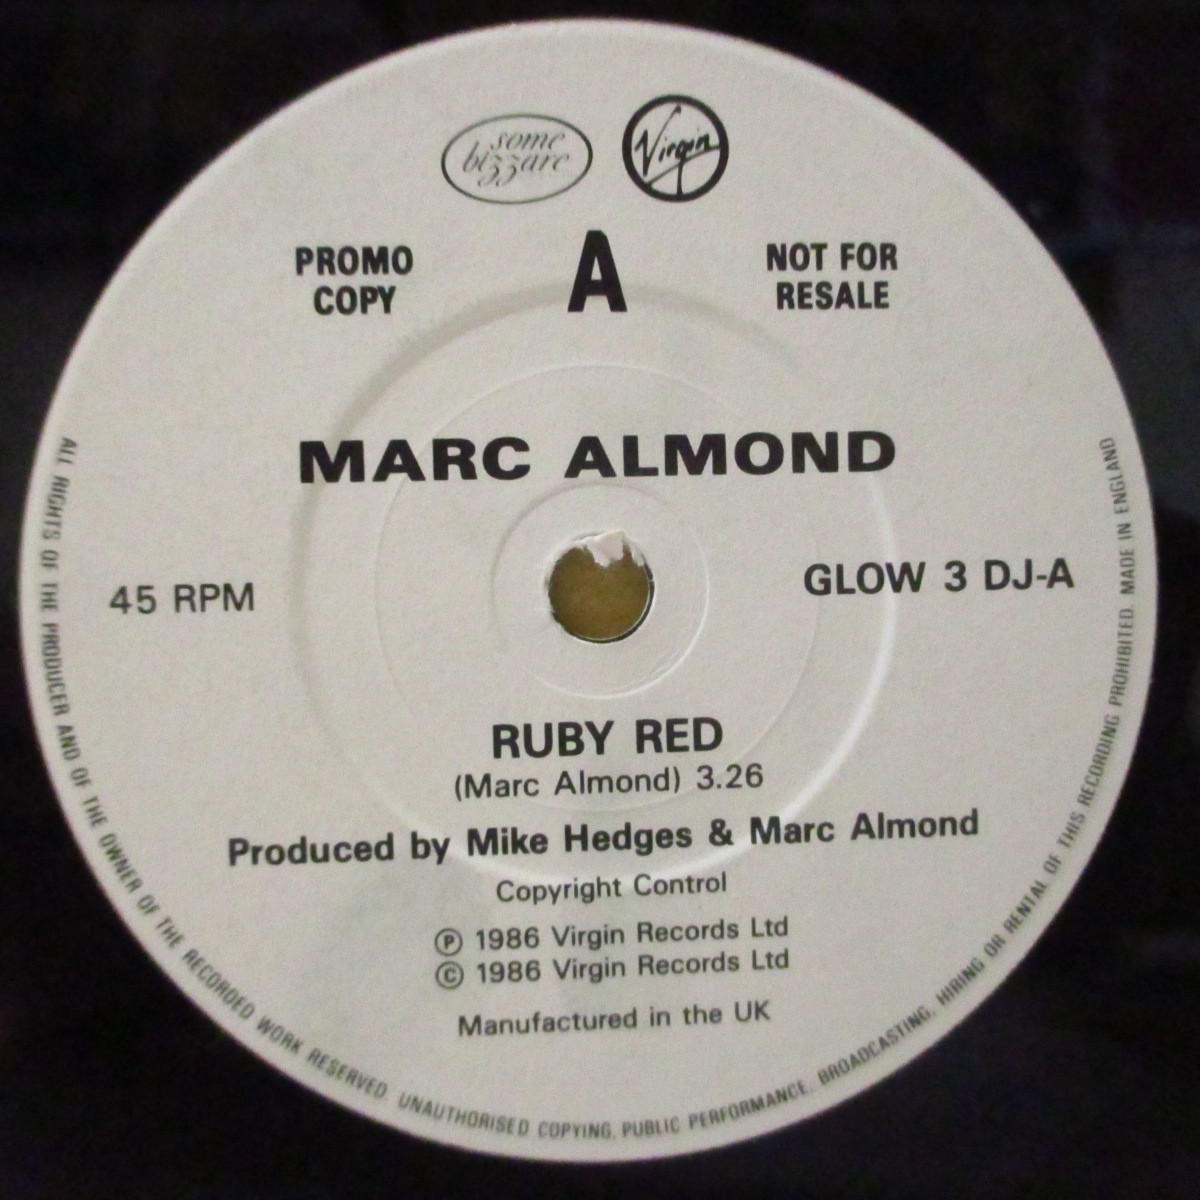 some
bizzare
Virgin
PROMO
COPY
A
NOT FOR
RESALE
MARC ALMOND
45 RPM
GLOW 3 DJ-A
RUBY RED
(Marc Almond) 3.26
Produced by Mike Hedges & Marc Almond
Copyright Control
Ⓟ 1986 Virgin Records Ltd
© 1986 Virgin Records Ltd
Manufactured in the UK
ALL RIGHTS OF THE PRODUCER AND OF THE OWNER OF THE RECORDED WORK RESERVED. UNAUTHORISED COPYING, PUBLIC PERFORMANCE, BROADCASTING, HIRING OR RENTAL OF THIS RECORDING PROHIBITED. MADE IN ENGLAND